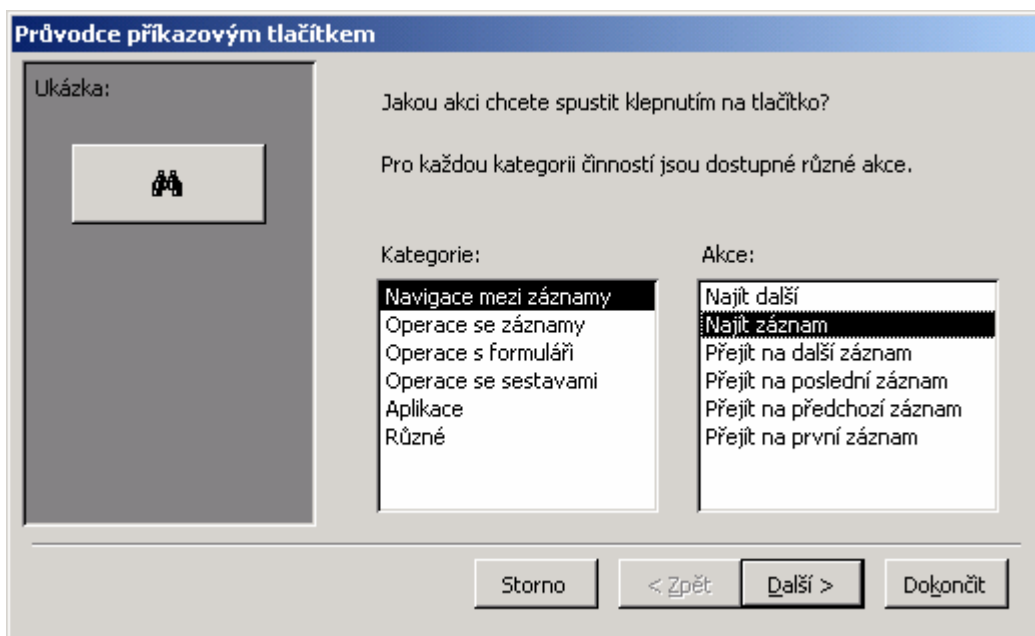 Průvodce příkazovým tlačítkem
Ukázka:
Jakou akci chcete spustit klepnutím na tlačítko?
Pro každou kategorii činností jsou dostupné různé akce.
Kategorie:
Navigace mezi záznamy
Operace se záznamy
Operace s formuláři
Operace se sestavami
Aplikace
Různé
Akce:
Najít další
Najít záznam
Přejít na další záznam
Přejít na poslední záznam
Přejít na předchozí záznam
Přejít na první záznam
Storno
< Zpět
Další >
Dokončit